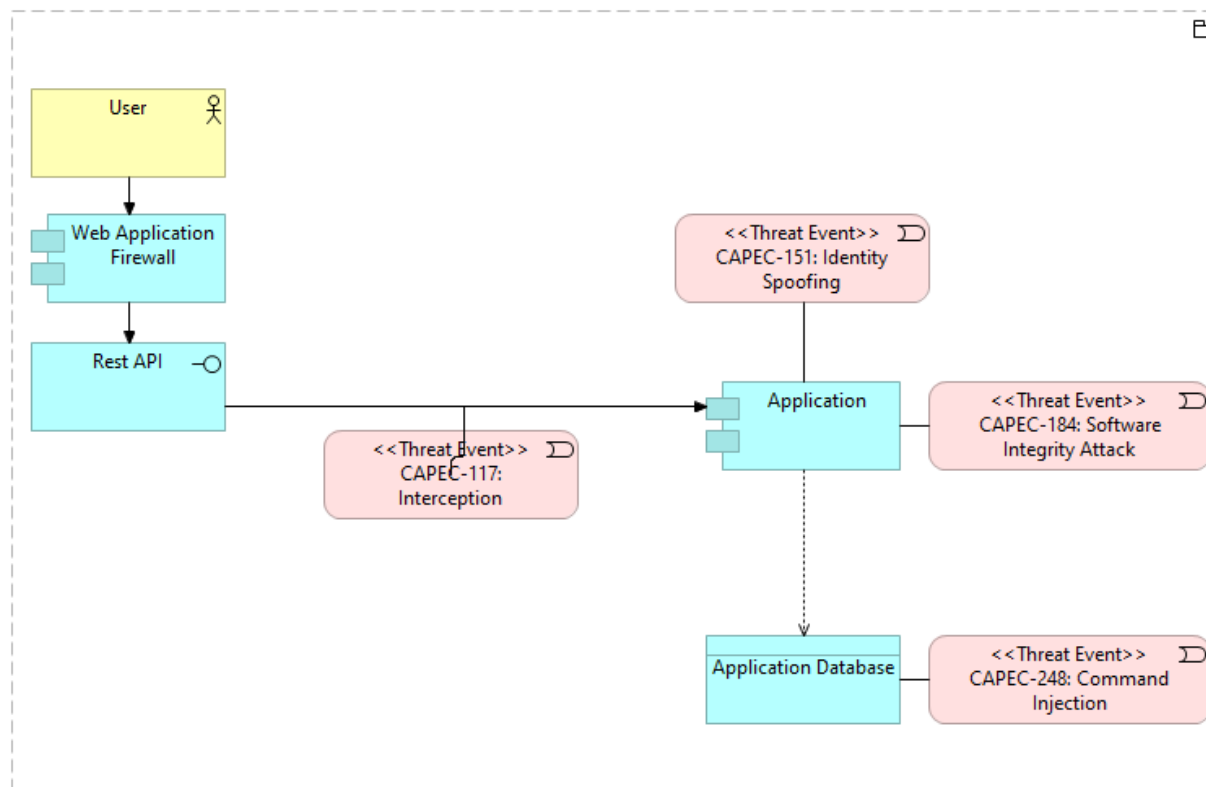 User
Web Application
Firewall
Rest API
<<Threat Event>>
CAPEC-151: Identity
Spoofing
Application
<<Threat Event>>
CAPEC-184: Software
Integrity Attack
<<Threat Event>>
CAPEC-117:
Interception
Application Database
<<Threat Event>>
CAPEC-248: Command
Injection